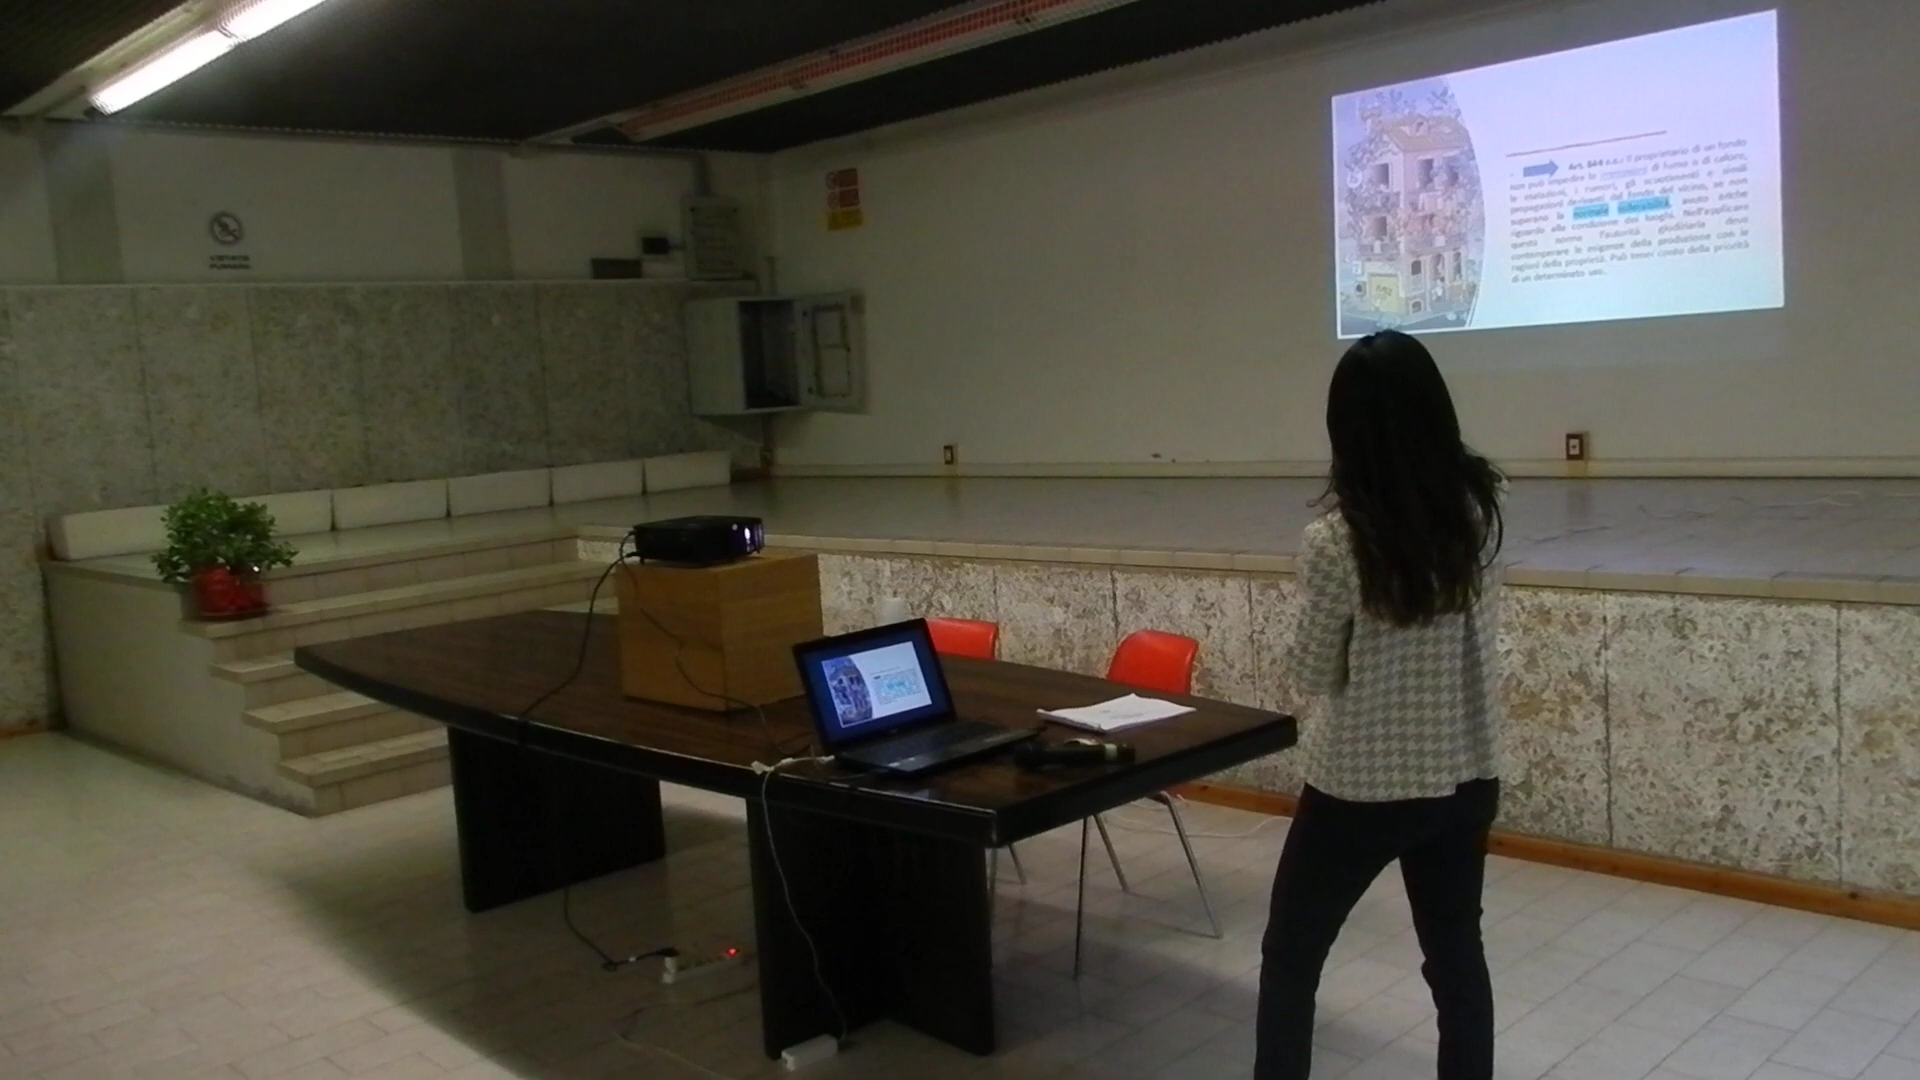 VIETATO
FUMARE
Art. 844 c.c.: Il proprietario di un fondo
non può impedire le immissioni di fumo o di calore,
le esalazioni, i rumori, gli scuotimenti e simili
propagazioni derivanti dal fondo del vicino, se non
superano la normale tollerabilità, avuto anche
riguardo alla condizione dei luoghi. Nell'applicare
questa norma l'autorità giudiziaria deve
contemperare le esigenze della produzione con le
ragioni della proprietà. Può tener conto della priorità
di un determinato uso.